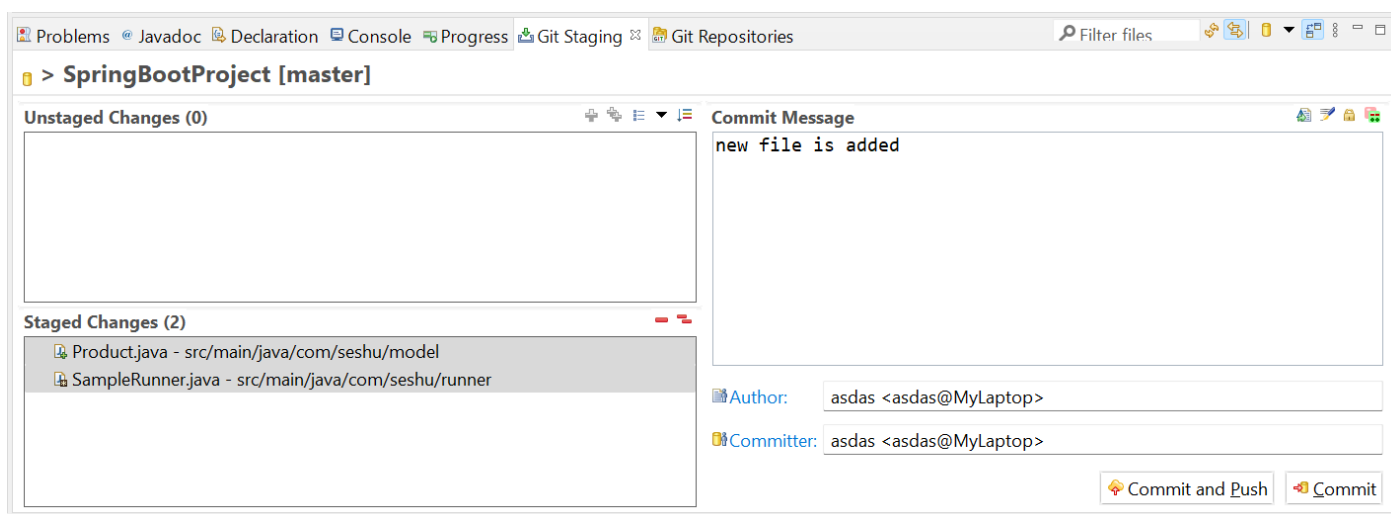 Problems Javadoc Declaration Console Progress Git Staging Git Repositories Filter files
> SpringBootProject [master]
Unstaged Changes (0)
Staged Changes (2)
Product.java - src/main/java/com/seshu/model
SampleRunner.java - src/main/java/com/seshu/runner
Commit Message
new file is added
Author: asdas <asdas@MyLaptop>
Committer: asdas <asdas@MyLaptop>
Commit and Push Commit